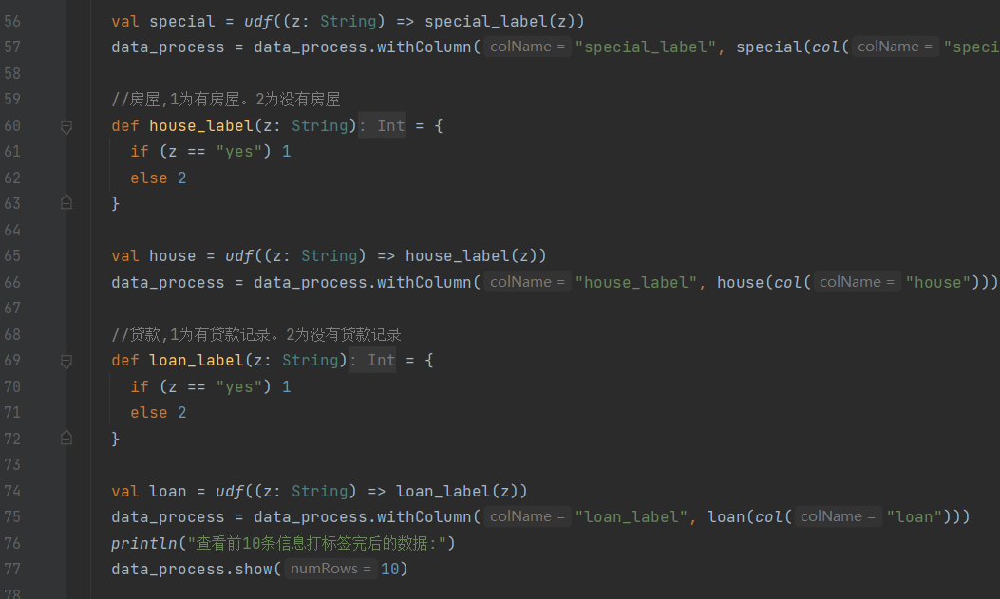 56 val special = udf((z: String) => special_label(z))
57 data_process = data_process.withColumn( colName = "special_label", special(col( colName = "speci
58
59 //房屋,1为有房屋。2为没有房屋
60 def house_label(z: String): Int = {
61 if (z == "yes") 1
62 else 2
63 }
64
65 val house = udf((z: String) => house_label(z))
66 data_process = data_process.withColumn( colName = "house_label", house(col( colName = "house")))
67
68 //贷款,1为有贷款记录。2为没有贷款记录
69 def loan_label(z: String): Int = {
70 if (z == "yes") 1
71 else 2
72 }
73
74 val loan = udf((z: String) => loan_label(z))
75 data_process = data_process.withColumn( colName = "loan_label", loan(col( colName = "loan")))
76 println("查看前10条信息打标签完后的数据:")
77 data_process.show( numRows = 10)
78